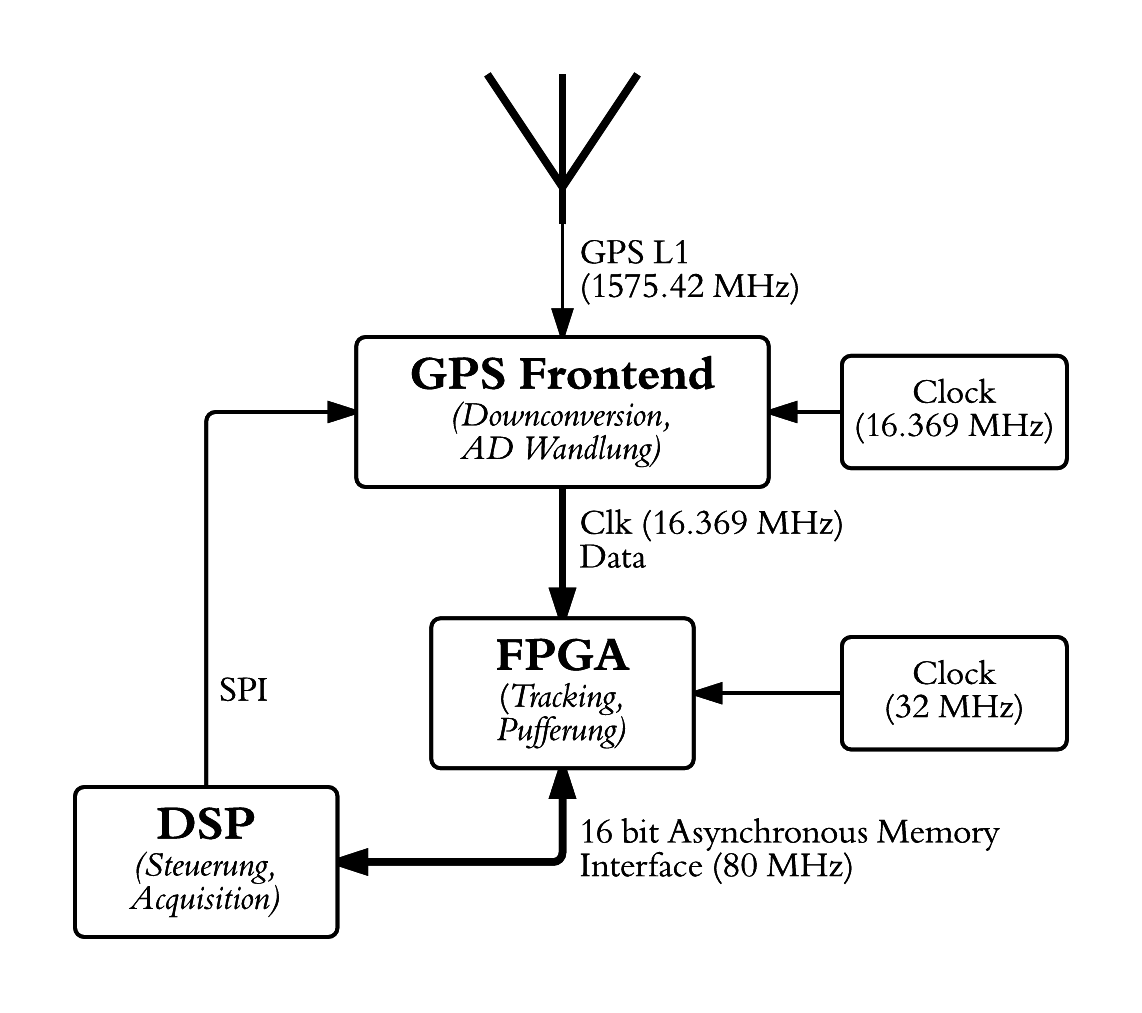 GPS L1
(1575.42 MHz)
GPS Frontend
(Downconversion,
AD Wandlung)
Clock
(16.369 MHz)
Clk (16.369 MHz)
Data
FPGA
(Tracking,
Pufferung)
Clock
(32 MHz)
SPI
DSP
(Steuerung,
Acquisition)
16 bit Asynchronous Memory
Interface (80 MHz)